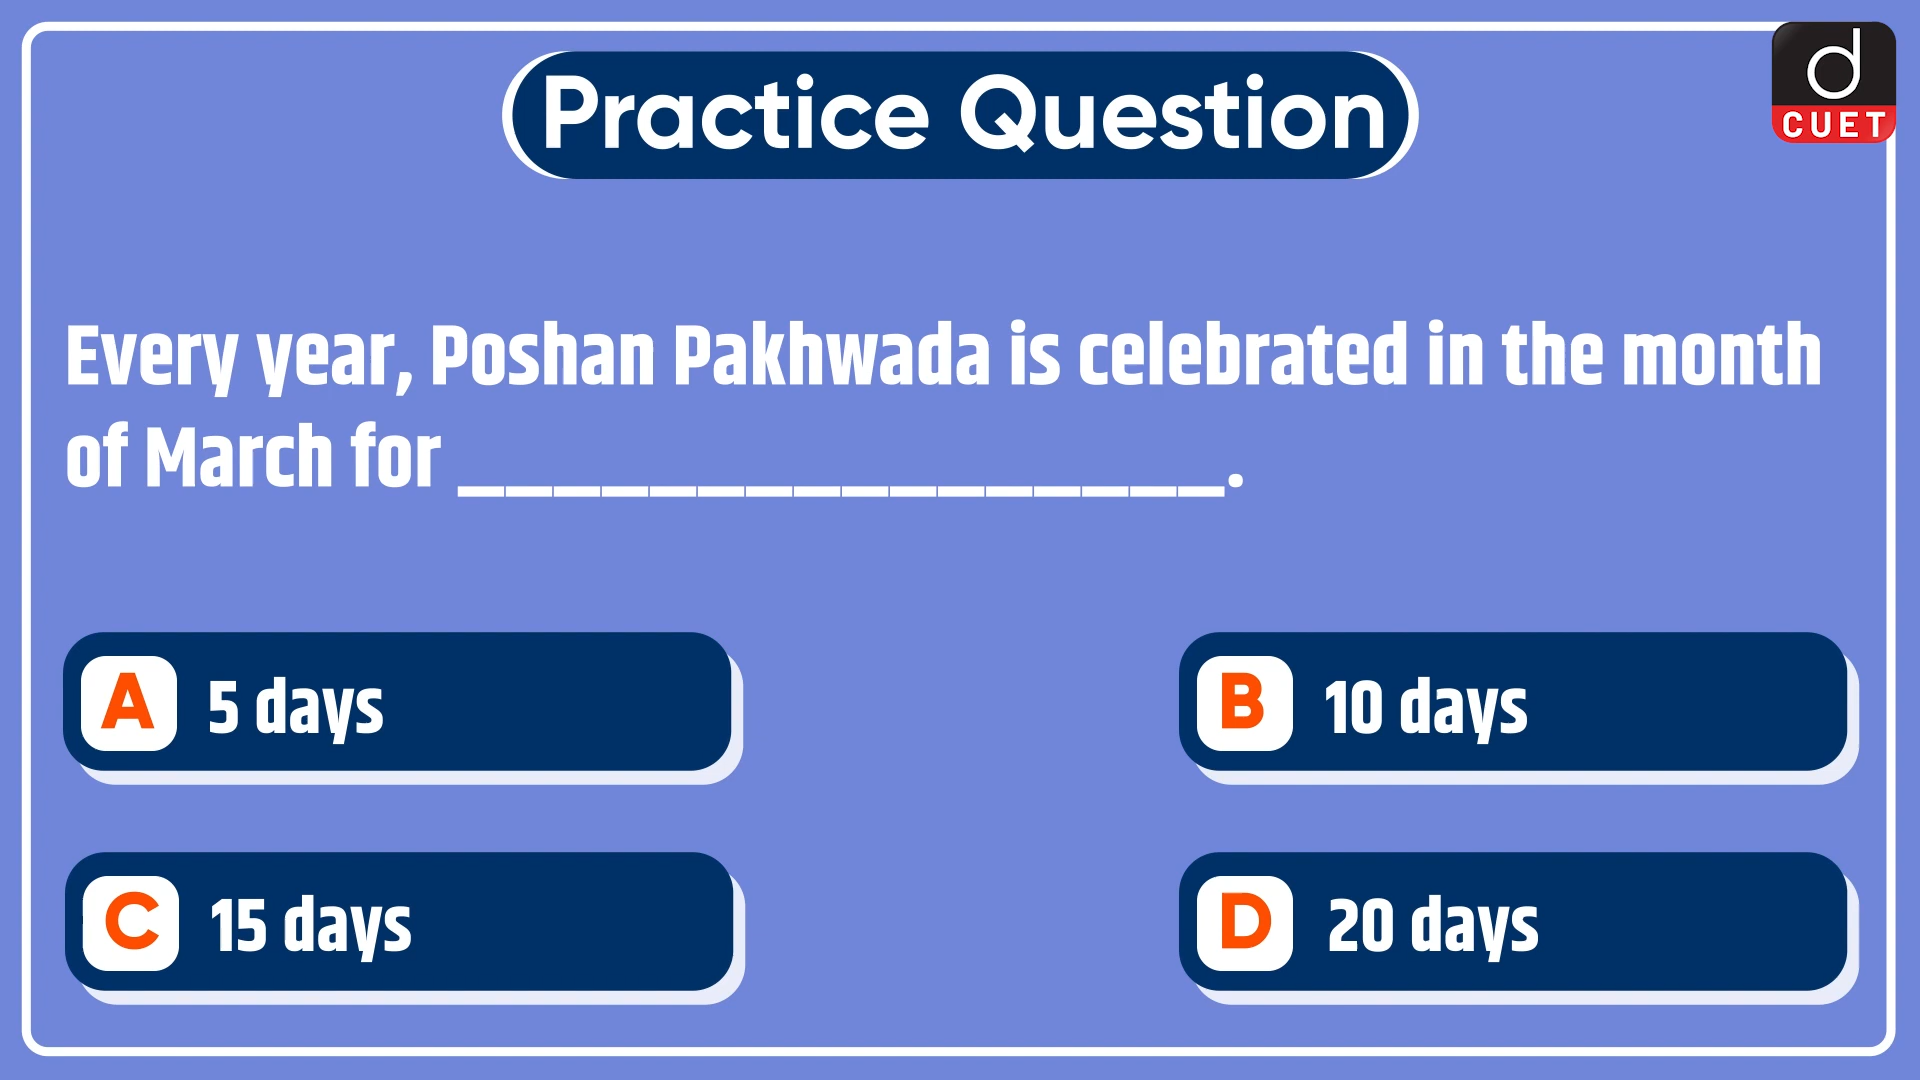 Practice Question
d
CUET
Every year, Poshan Pakhwada is celebrated in the month
of March for ________________.
A 5 days
B 10 days
C 15 days
D 20 days